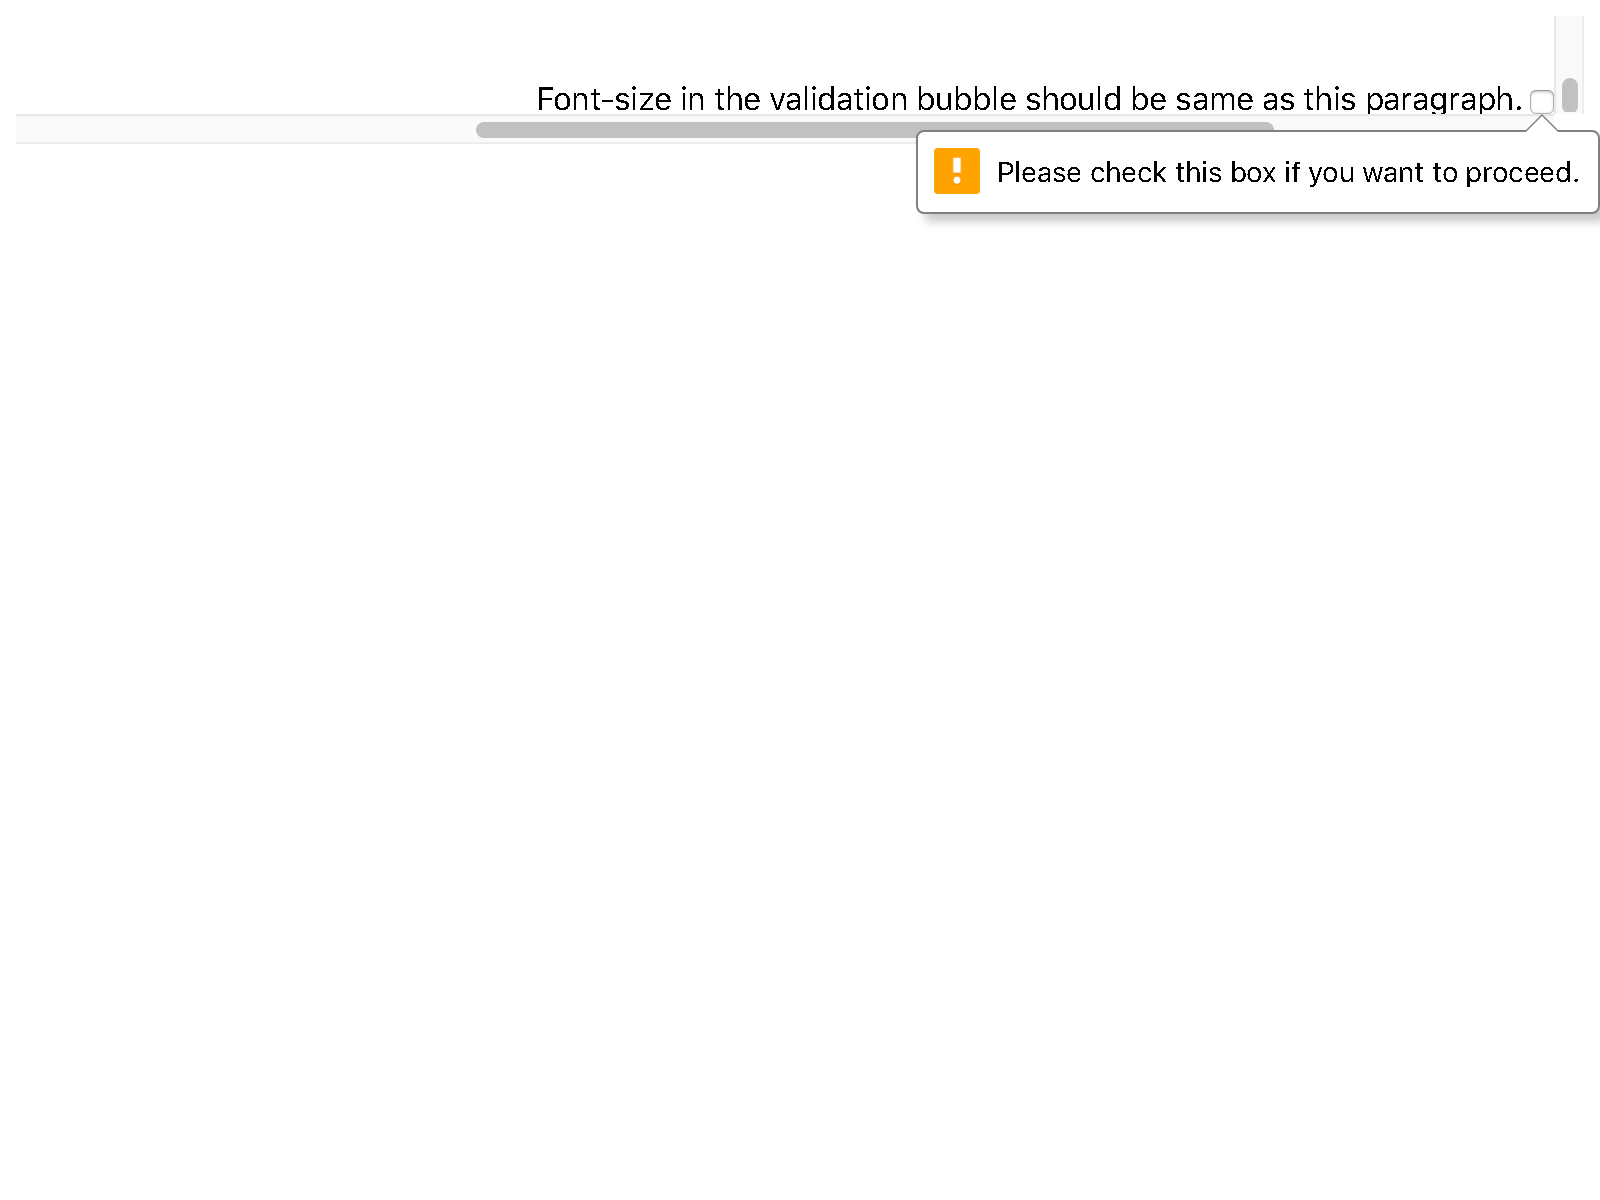 Font-size in the validation bubble should be same as this paragraph.
Please check this box if you want to proceed.